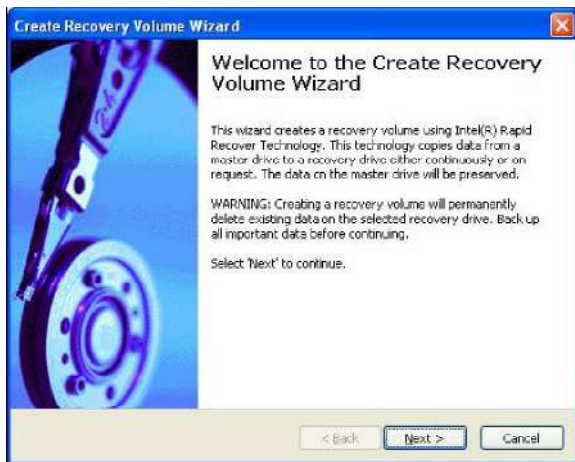 Create Recovery Volume Wizard
Welcome to the Create Recovery
Volume Wizard
This wizard creates a recovery volume using Intel(R) Rapid
Recover Technology. This technology copies data from a
master drive to a recovery drive either continuously or on
request. The data on the master drive will be preserved.
WARNING: Creating a recovery volume will permanently
delete existing data on the selected recovery drive. Back up
all important data before continuing.
Select 'Next' to continue.
< Back
Next >
Cancel